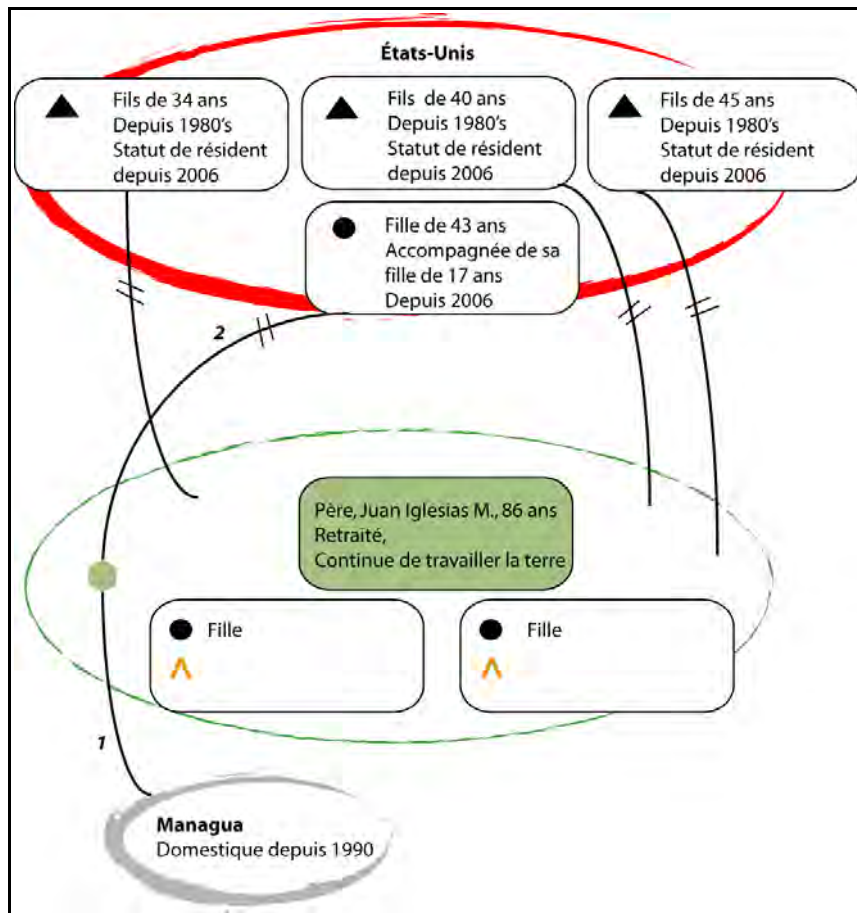 États-Unis
Fils de 34 ans
Depuis 1980's
Statut de résident
depuis 2006
Fils de 40 ans
Depuis 1980's
Statut de résident
depuis 2006
Fils de 45 ans
Depuis 1980's
Statut de résident
depuis 2006
Fille de 43 ans
Accompagnée de sa
fille de 17 ans
Depuis 2006
2
Père, Juan Iglesias M., 86 ans
Retraité,
Continue de travailler la terre
Fille
Fille
1
Managua
Domestique depuis 1990